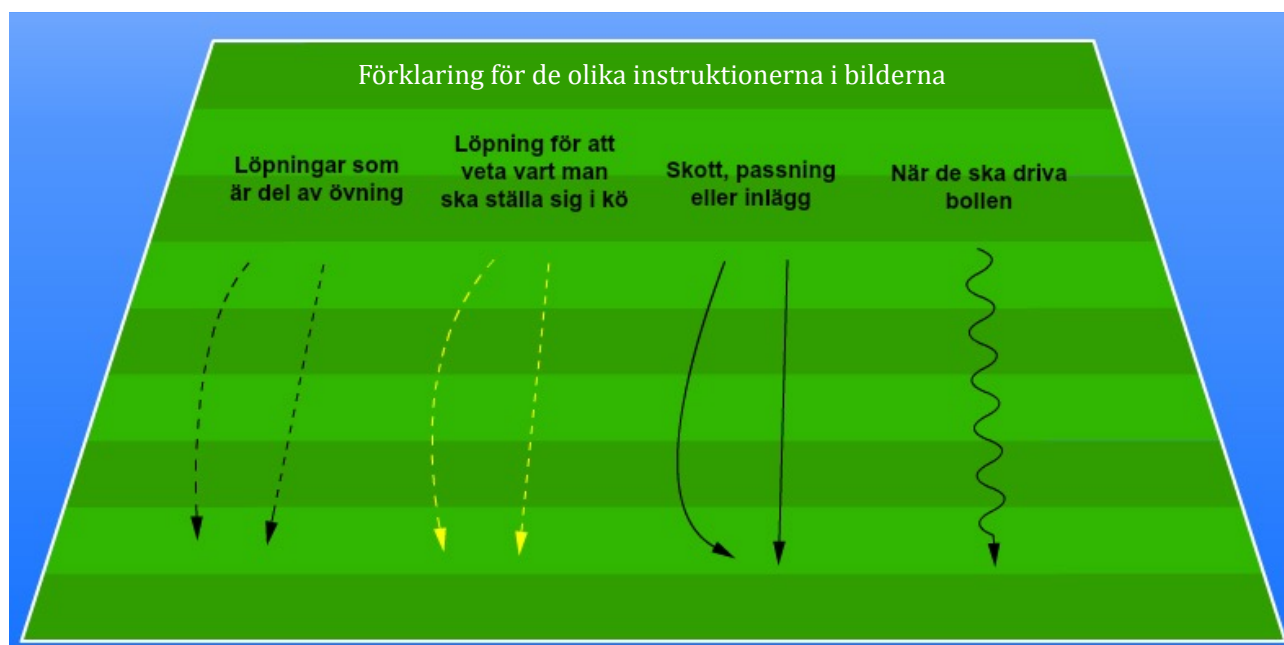 Förklaring för de olika instruktionerna i bilderna
Löpningar som
är del av övning
Löpning för att
veta vart man
ska ställa sig i kö
Skott, passning
eller inlägg
När de ska driva
bollen